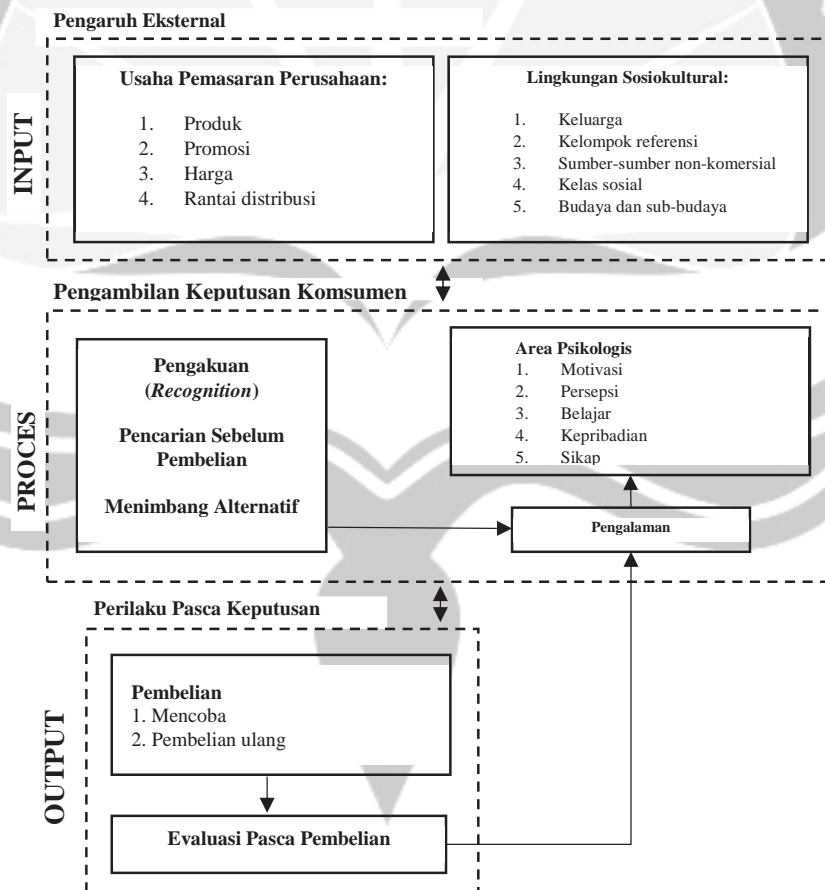 Pengaruh Eksternal
INPUT
Usaha Pemasaran Perusahaan:
1. Produk
2. Promosi
3. Harga
4. Rantai distribusi
Lingkungan Sosiokultural:
1. Keluarga
2. Kelompok referensi
3. Sumber-sumber non-komersial
4. Kelas sosial
5. Budaya dan sub-budaya
Pengambilan Keputusan Komsumen
PROCES
Pengakuan
(Recognition)
Pencarian Sebelum
Pembelian
Menimbang Alternatif
Area Psikologis
1. Motivasi
2. Persepsi
3. Belajar
4. Kepribadian
5. Sikap
Pengalaman
Perilaku Pasca Keputusan
OUTPUT
Pembelian
1. Mencoba
2. Pembelian ulang
Evaluasi Pasca Pembelian